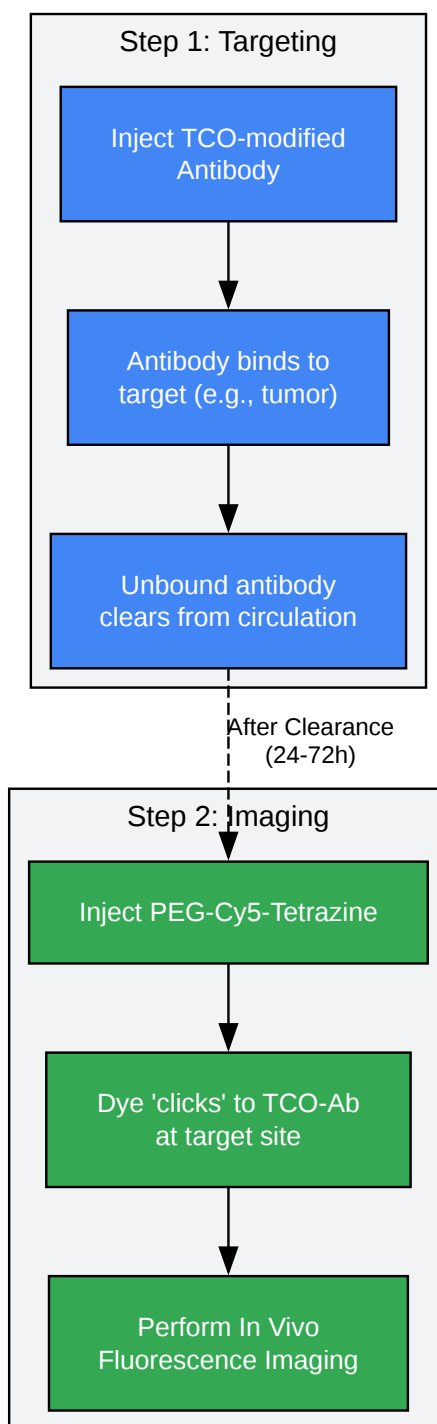 Step 1: Targeting
Inject TCO-modified
Antibody
Antibody binds to
target (e.g., tumor)
Unbound antibody
clears from circulation
After Clearance
(24-72h)
Step 2: Imaging
Inject PEG-Cy5-Tetrazine
Dye 'clicks' to TCO-Ab
at target site
Perform In Vivo
Fluorescence Imaging